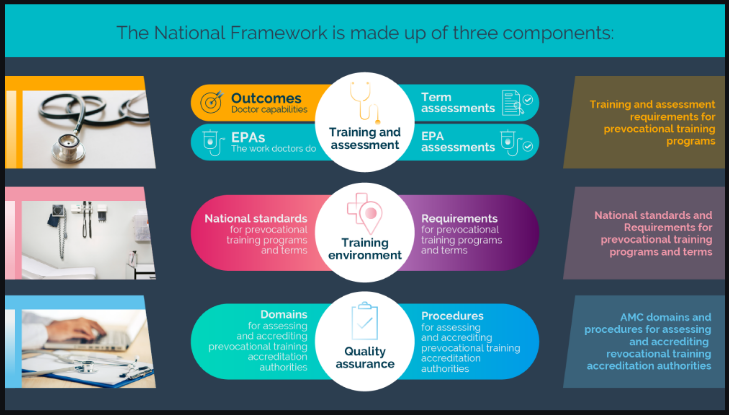 The National Framework is made up of three components:
Outcomes
Doctor capabilities
EPAs
The work doctors do
Training and
assessment
Term
assessments
EPA
assessments
Training and assessment
requirements for
prevocational training
programs
National standards
for prevocational
training programs
and terms
Training
environment
Requirements
for prevocational
training programs
and terms
National standards and
Requirements for
prevocational training
programs and terms
Domains
for assessing
and accrediting
prevocational training
accreditation
authorities
Quality
assurance
Procedures
for assessing
and accrediting
prevocational training
accreditation
authorities
AMC domains and
procedures for assessing
and accrediting
revocational training
accreditation authorities